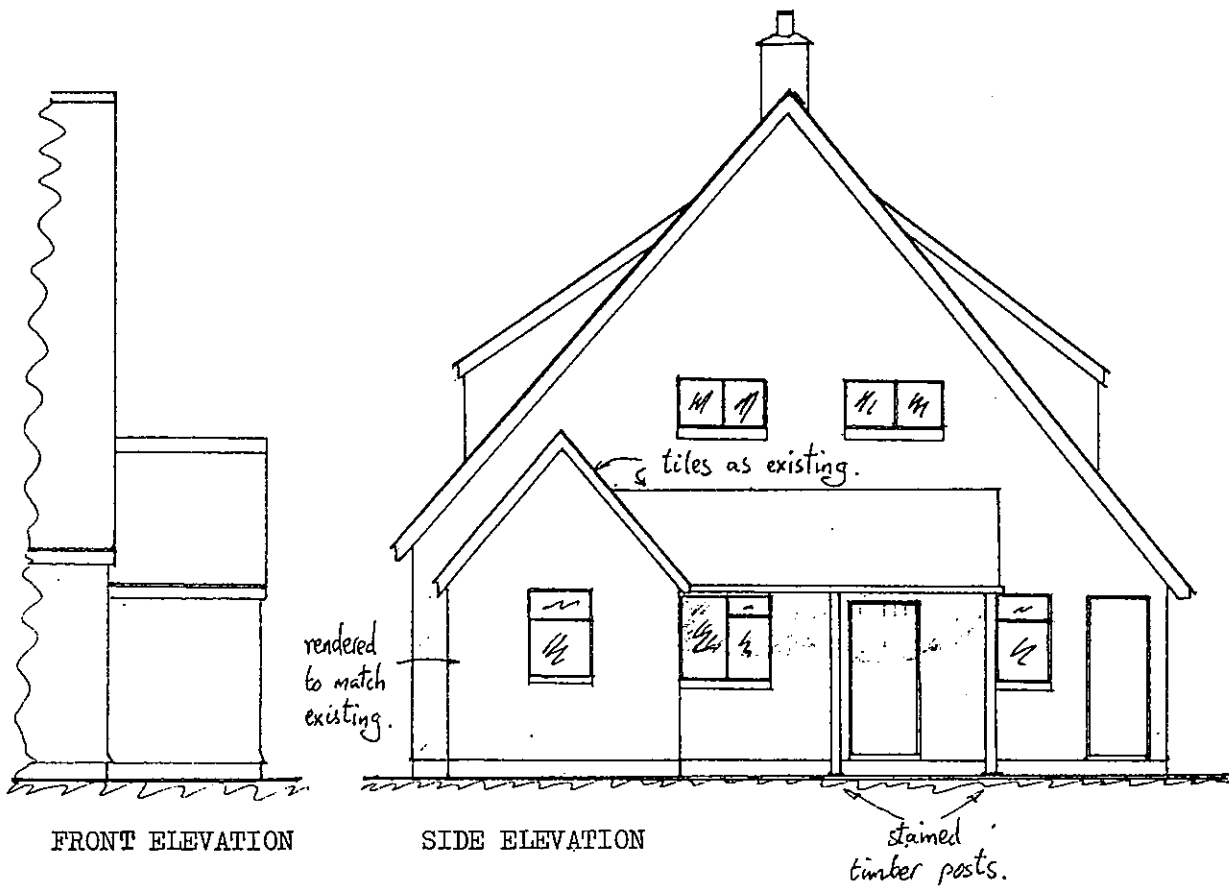 tiles as existing.
rendered
to match
existing.
FRONT ELEVATION
SIDE ELEVATION
stained
timber posts.